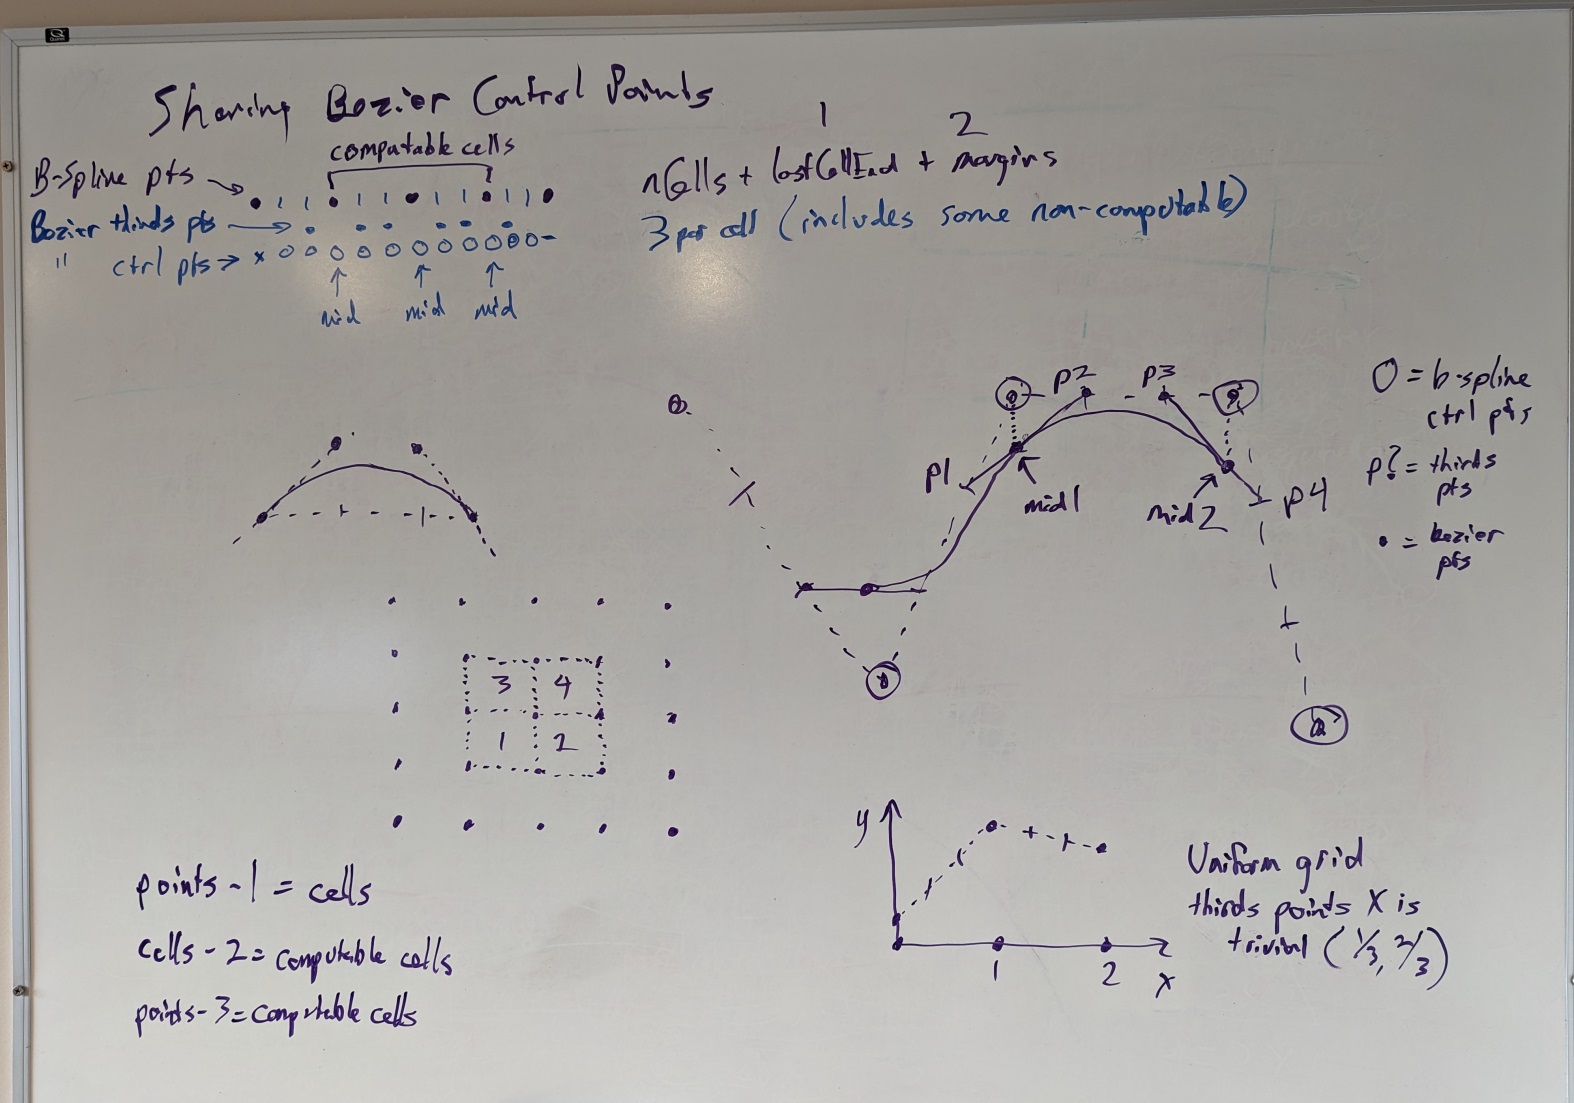 Sharing Bezier Control Points
computable cells
B-Spline pts
Bezier thirds pts
" ctrl pts
mid mid mid
1 2
nCells + lastCellEnd + margins
3 per cell (includes some non-computable)
p1
p2
p3
p4
mid1
mid2
O = b-spline
ctrl pts
p? = thirds
pts
• = bezier
pts
3 4
1 2
points - 1 = cells
cells - 2 = computable cells
points - 3 = computable cells
y
1
2
x
Uniform grid
thirds points X is
trivial (1/3, 2/3)